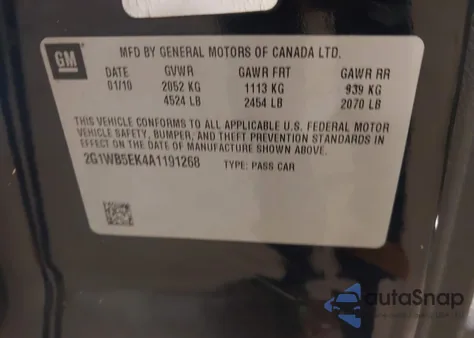 GM
MFD BY GENERAL MOTORS OF CANADA LTD.
DATE GVWR GAWR FRT GAWR RR
01/10 2052 KG 1113 KG 939 KG
4524 LB 2454 LB 2070 LB
THIS VEHICLE CONFORMS TO ALL APPLICABLE U.S. FEDERAL MOTOR
VEHICLE SAFETY, BUMPER, AND THEFT PREVENTION STANDARDS IN
EFFECT ON THE DATE OF MANUFACTURE SHOWN ABOVE.
2G1WB5EK4A1191268 TYPE: PASS CAR
autaSnap